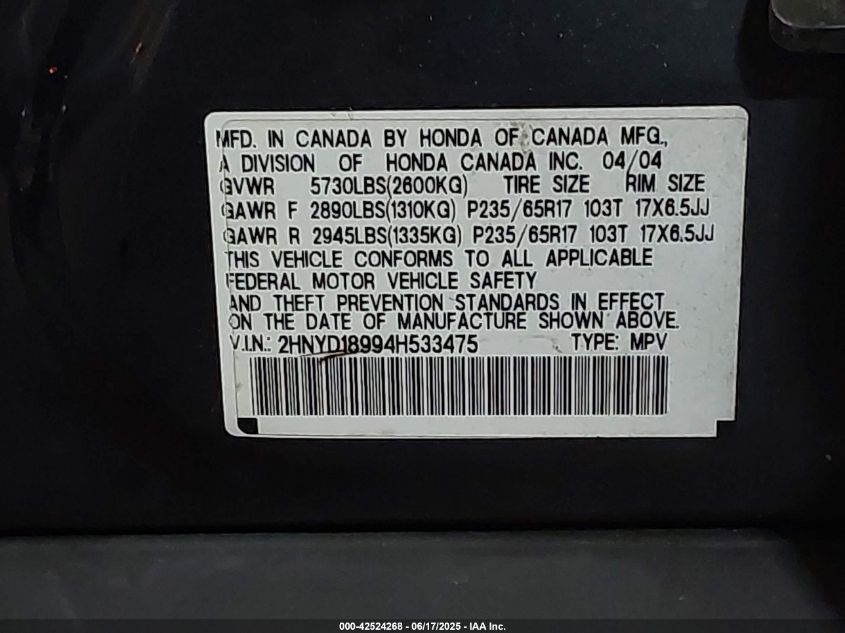 MFD. IN CANADA BY HONDA OF CANADA MFG.,
A DIVISION OF HONDA CANADA INC. 04/04
GVWR 5730LBS(2600KG) TIRE SIZE RIM SIZE
GAWR F 2890LBS(1310KG) P235/65R17 103T 17X6.5JJ
GAWR R 2945LBS(1335KG) P235/65R17 103T 17X6.5JJ
THIS VEHICLE CONFORMS TO ALL APPLICABLE
FEDERAL MOTOR VEHICLE SAFETY
AND THEFT PREVENTION STANDARDS IN EFFECT
ON THE DATE OF MANUFACTURE SHOWN ABOVE.
V.I.N.: 2HNYD18994H533475 TYPE: MPV
000-42524268 - 06/17/2025 - IAA Inc.